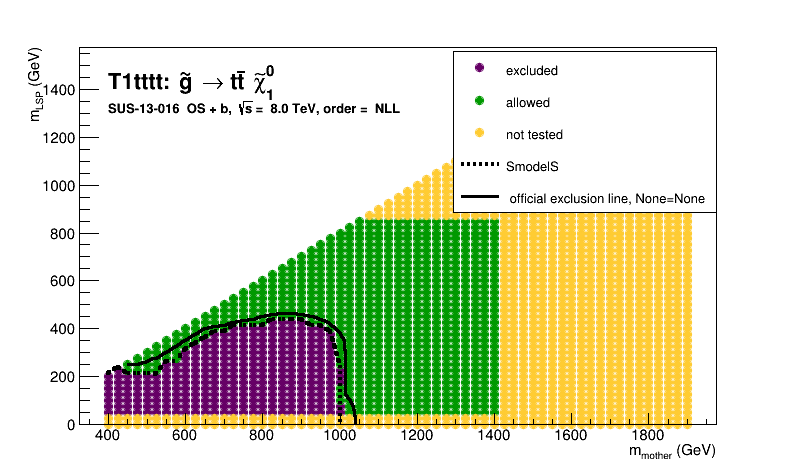 T1tttt: g̃ → tt̄ χ̃₁⁰
SUS-13-016 OS + b, √s = 8.0 TeV, order = NLL
excluded
allowed
not tested
SmodelS
official exclusion line, None=None
m_LSP (GeV)
1400
1200
1000
800
600
400
200
0
400 600 800 1000 1200 1400 1600 1800
m_mother (GeV)